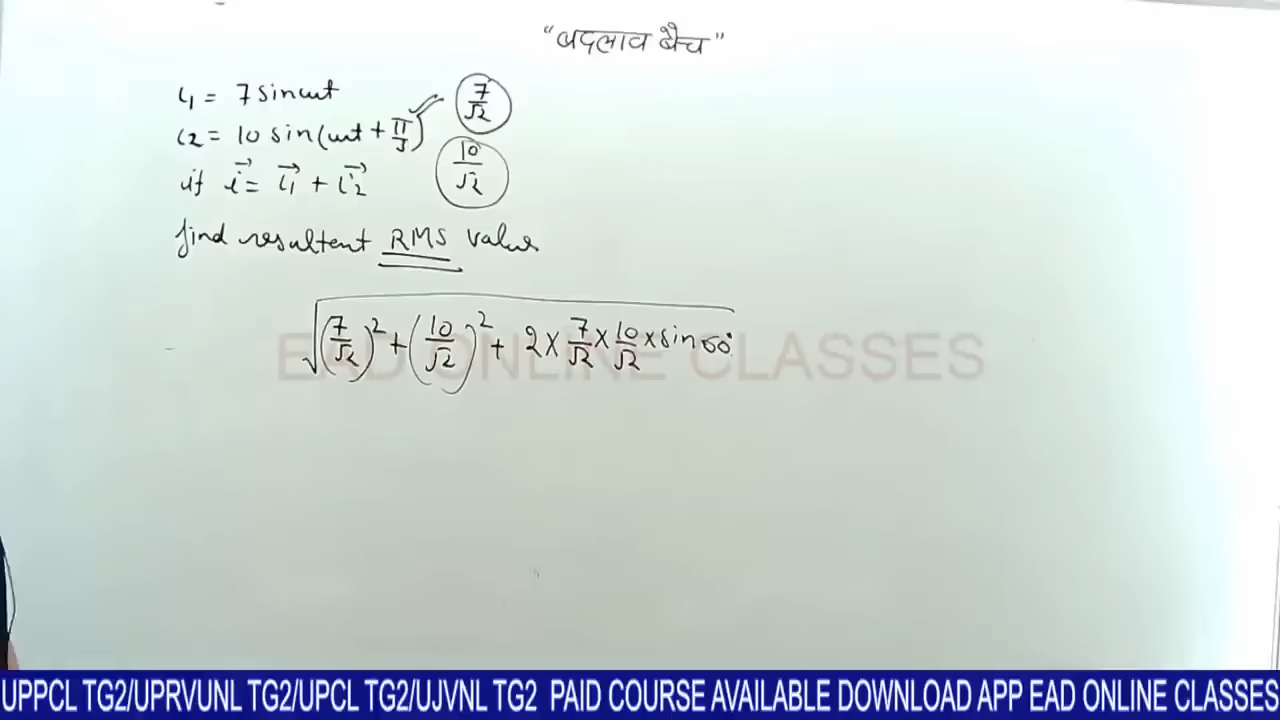 "बदलाव बैच"
i₁ = 7 sinωt
i₂ = 10 sin(ωt + π/3)
7/√2
10/√2
if i⃗ = i⃗₁ + i⃗₂
find resultent RMS value
√((7/√2)² + (10/√2)² + 2 × 7/√2 × 10/√2 × sin 60°
EAD ONLINE CLASSES
UPPCL TG2/UPRVUNL TG2/UPCL TG2/UJVNL TG2 PAID COURSE AVAILABLE DOWNLOAD APP EAD ONLINE CLASSES